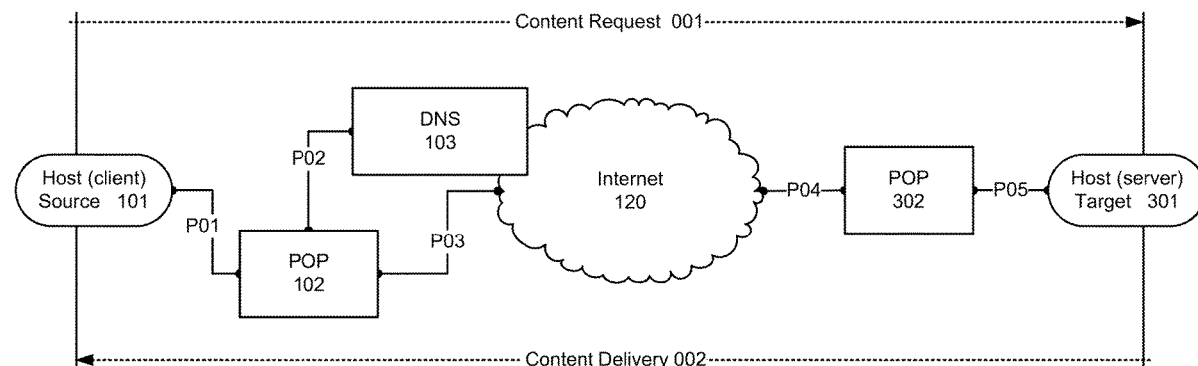 Content Request 001
DNS
103
P02
Host (client)
Source 101
P01
P03
POP
102
Internet
120
P04
POP
302
P05
Host (server)
Target 301
Content Delivery 002